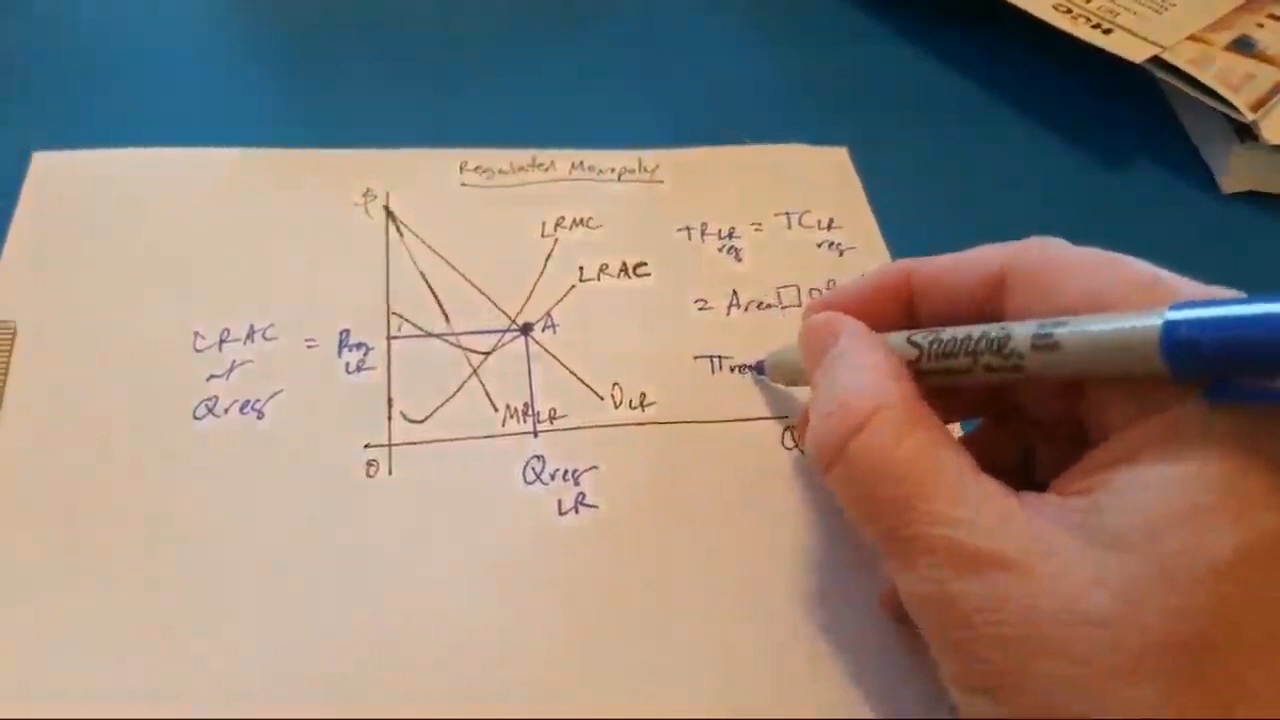 Regulated Monopoly
$
LRMC
LRAC
A
LRAC
at
Qreg
=
Preg
LR
MRLR
DLR
0
Q
Qreg
LR
TRLR = TCLR
reg reg
= Area □
πreg
Sharpie